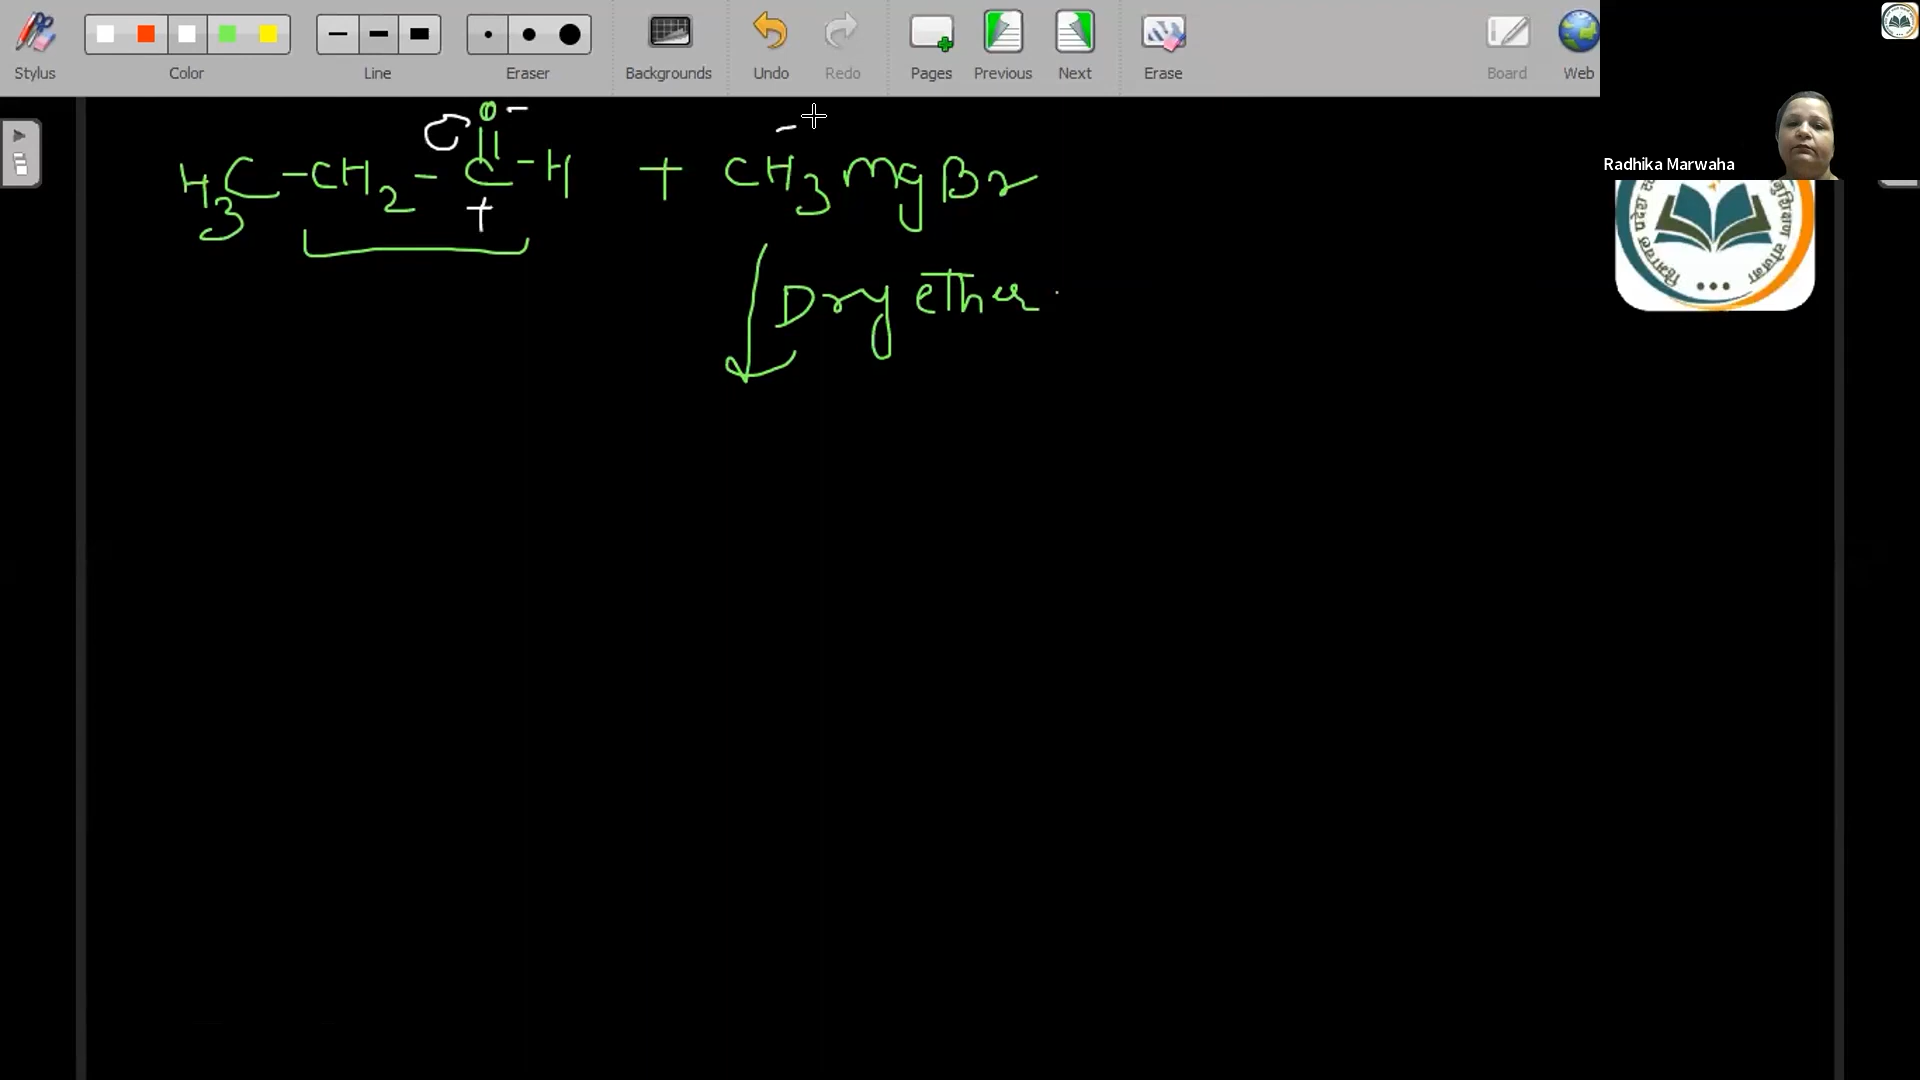 Stylus Color Line Eraser Backgrounds Undo Redo Pages Previous Next Erase Board Web
O -
H3C-CH2-C-H + CH3MgBr
+
Dry ether
Radhika Marwaha